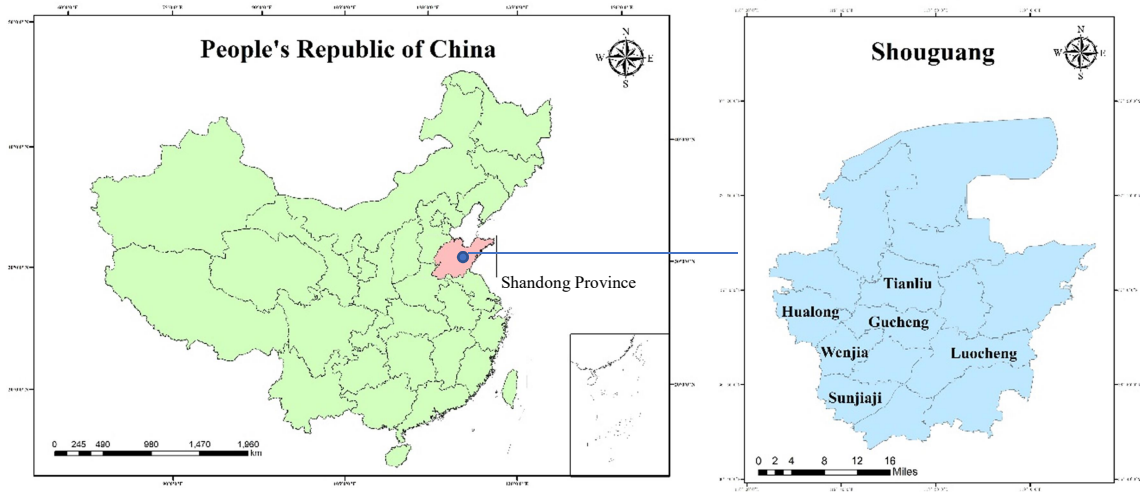 People's Republic of China
N
W E
S
Shandong Province
0 245 490 980 1,470 1,960
km
Shouguang
N
W E
S
Tianliu
Hualong
Gucheng
Wenjia
Luocheng
Sunjiaji
0 2 4 8 12 16
Miles